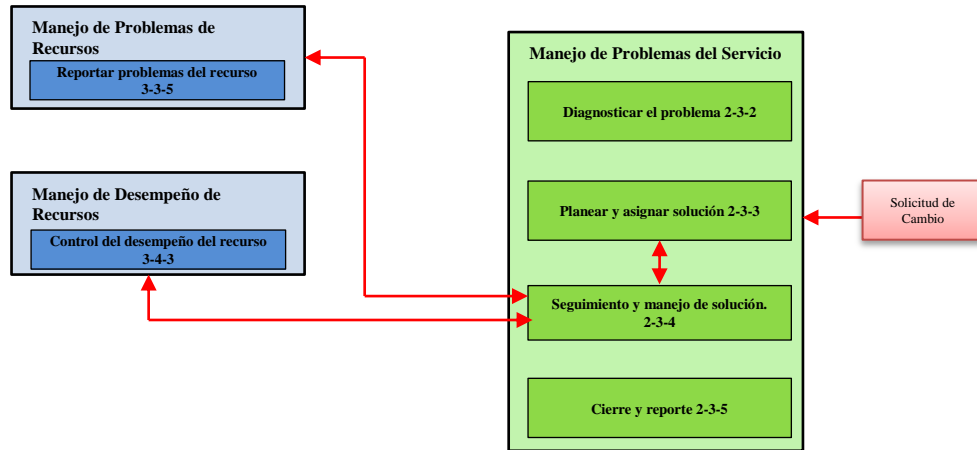 Manejo de Problemas de
Recursos
Reportar problemas del recurso
3-3-5
Manejo de Desempeño de
Recursos
Control del desempeño del recurso
3-4-3
Manejo de Problemas del Servicio
Diagnosticar el problema 2-3-2
Planear y asignar solución 2-3-3
Seguimiento y manejo de solución.
2-3-4
Cierre y reporte 2-3-5
Solicitud de
Cambio